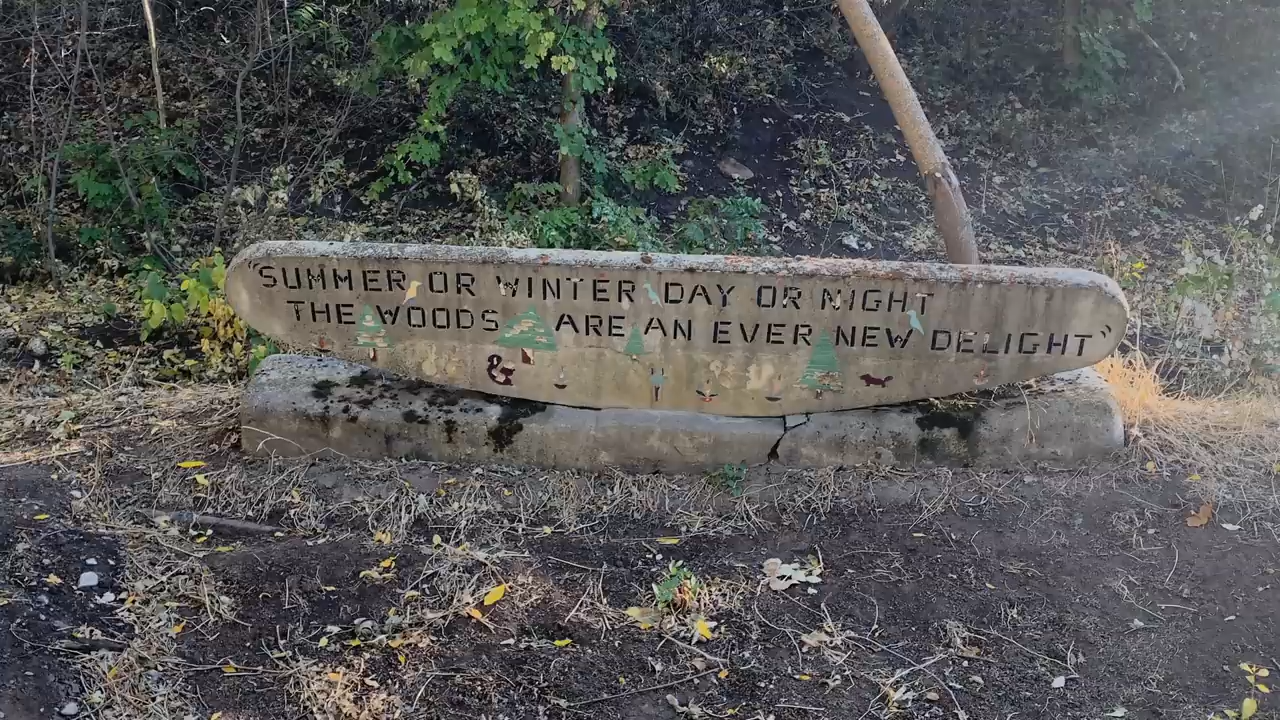 "SUMMER OR WINTER DAY OR NIGHT
THE WOODS ARE AN EVER NEW DELIGHT"